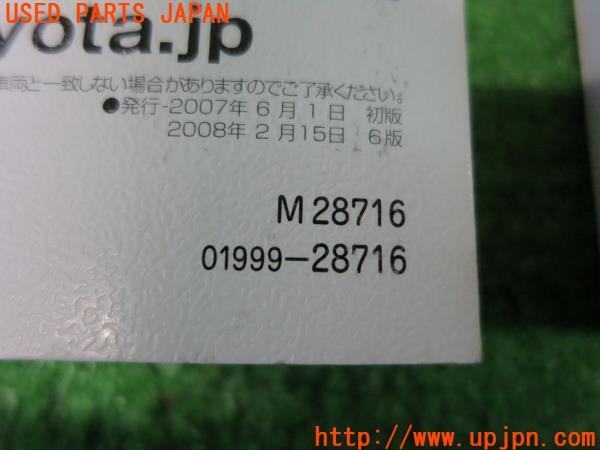 USED PARTS JAPAN
yota.jp
車両と一致しない場合がありますのでご了承ください。
●発行-2007年 6月 1日 初版
2008年 2月15日 6版
M 28716
01999-28716
http://www.upjpn.com/